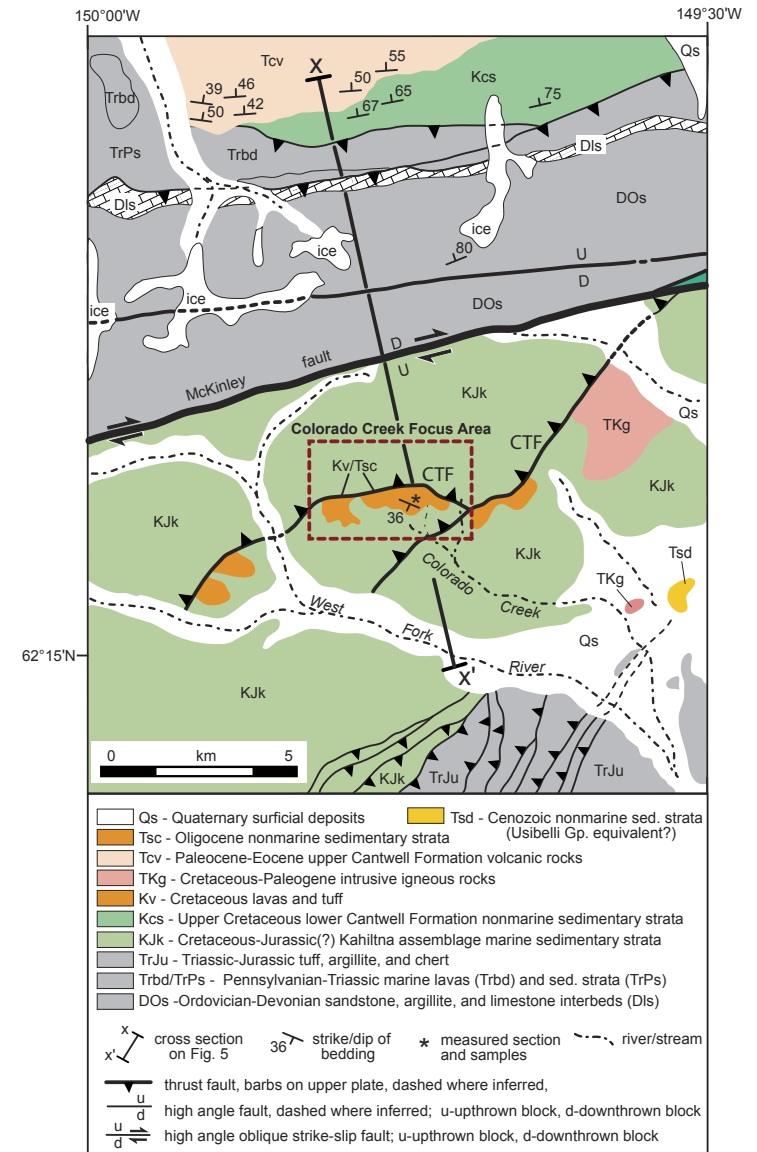 150°00'W
149°30'W
Tcv
X
55
Qs
Kcs
39
46
50
65
75
Trbd
50
42
67
TrPs
Trbd
Dls
Dls
DOs
ice
ice
80
U
D
ice
ice
DOs
D
U
McKinley fault
KJk
TKg
Qs
Colorado Creek Focus Area
CTF
Kv/Tsc
CTF
KJk
36
KJk
KJk
Tsd
TKg
Colorado Creek
West Fork River
Qs
62°15'N
X'
KJk
0 km 5
KJk
TrJu
TrJu
Qs - Quaternary surficial deposits
Tsd - Cenozoic nonmarine sed. strata
(Usibelli Gp. equivalent?)
Tsc - Oligocene nonmarine sedimentary strata
Tcv - Paleocene-Eocene upper Cantwell Formation volcanic rocks
TKg - Cretaceous-Paleogene intrusive igneous rocks
Kv - Cretaceous lavas and tuff
Kcs - Upper Cretaceous lower Cantwell Formation nonmarine sedimentary strata
KJk - Cretaceous-Jurassic(?) Kahiltna assemblage marine sedimentary strata
TrJu - Triassic-Jurassic tuff, argillite, and chert
Trbd/TrPs - Pennsylvanian-Triassic marine lavas (Trbd) and sed. strata (TrPs)
DOs -Ordovician-Devonian sandstone, argillite, and limestone interbeds (Dls)
x
x'
cross section
on Fig. 5
36
strike/dip of
bedding
* measured section
and samples
river/stream
thrust fault, barbs on upper plate, dashed where inferred,
u
d
high angle fault, dashed where inferred; u-upthrown block, d-downthrown block
u
d
high angle oblique strike-slip fault; u-upthrown block, d-downthrown block